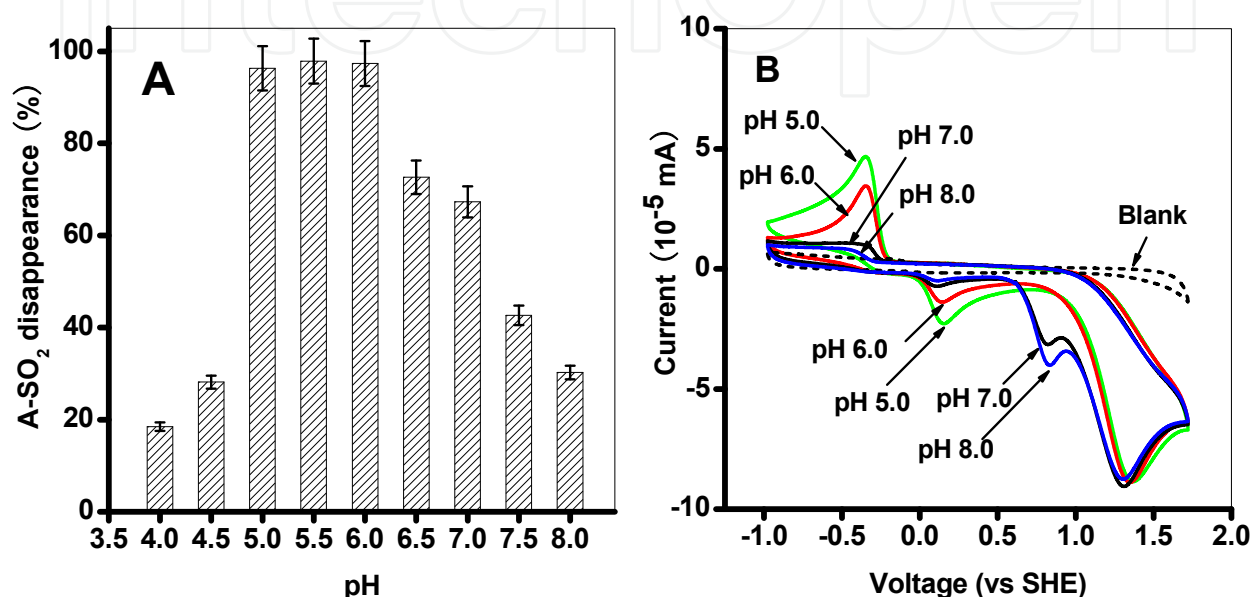 intechopen
A
A-SO2 disappearance (%)
100
80
60
40
20
0
3.5 4.0 4.5 5.0 5.5 6.0 6.5 7.0 7.5 8.0
pH
B
Current (10-5 mA)
10
5
0
-5
-10
pH 5.0
pH 7.0
pH 6.0
pH 8.0
Blank
pH 6.0
pH 5.0
pH 7.0
pH 8.0
-1.0 -0.5 0.0 0.5 1.0 1.5 2.0
Voltage (vs SHE)